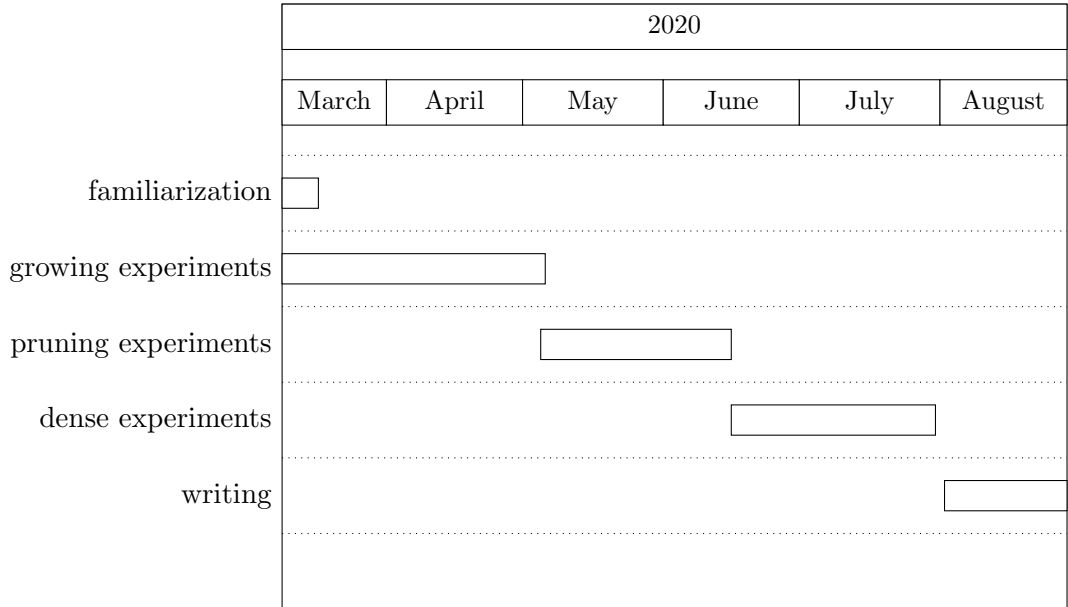 2020
March April May June July August
familiarization
growing experiments
pruning experiments
dense experiments
writing